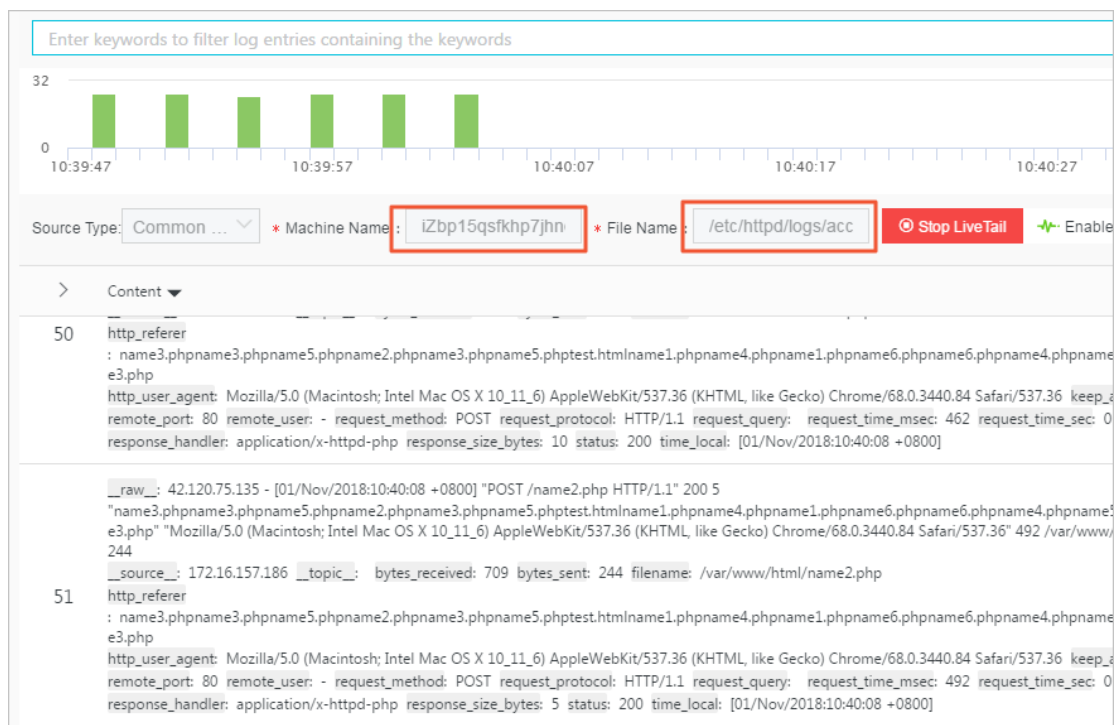 Enter keywords to filter log entries containing the keywords
32
0
10:39:47 10:39:57 10:40:07 10:40:17 10:40:27
Source Type: Common ... * Machine Name : iZbp15qsfkhp7jhn * File Name : /etc/httpd/logs/acc Stop LiveTail Enable
Content
50 http_referer
: name3.phpname3.phpname5.phpname2.phpname3.phpname5.phptest.htmlname1.phpname4.phpname1.phpname6.phpname6.phpname4.phpname
e3.php
http_user_agent: Mozilla/5.0 (Macintosh; Intel Mac OS X 10_11_6) AppleWebKit/537.36 (KHTML, like Gecko) Chrome/68.0.3440.84 Safari/537.36 keep_a
remote_port: 80 remote_user: - request_method: POST request_protocol: HTTP/1.1 request_query: request_time_msec: 462 request_time_sec: 0
response_handler: application/x-httpd-php response_size_bytes: 10 status: 200 time_local: [01/Nov/2018:10:40:08 +0800]
__raw__: 42.120.75.135 - [01/Nov/2018:10:40:08 +0800] "POST /name2.php HTTP/1.1" 200 5
"name3.phpname3.phpname5.phpname2.phpname3.phpname5.phptest.htmlname1.phpname4.phpname1.phpname6.phpname6.phpname4.phpname5
e3.php" "Mozilla/5.0 (Macintosh; Intel Mac OS X 10_11_6) AppleWebKit/537.36 (KHTML, like Gecko) Chrome/68.0.3440.84 Safari/537.36" 492 /var/www/
244
__source__: 172.16.157.186 __topic__: bytes_received: 709 bytes_sent: 244 filename: /var/www/html/name2.php
51 http_referer
: name3.phpname3.phpname5.phpname2.phpname3.phpname5.phptest.htmlname1.phpname4.phpname1.phpname6.phpname6.phpname4.phpname
e3.php
http_user_agent: Mozilla/5.0 (Macintosh; Intel Mac OS X 10_11_6) AppleWebKit/537.36 (KHTML, like Gecko) Chrome/68.0.3440.84 Safari/537.36 keep_a
remote_port: 80 remote_user: - request_method: POST request_protocol: HTTP/1.1 request_query: request_time_msec: 492 request_time_sec: 0
response_handler: application/x-httpd-php response_size_bytes: 5 status: 200 time_local: [01/Nov/2018:10:40:08 +0800]